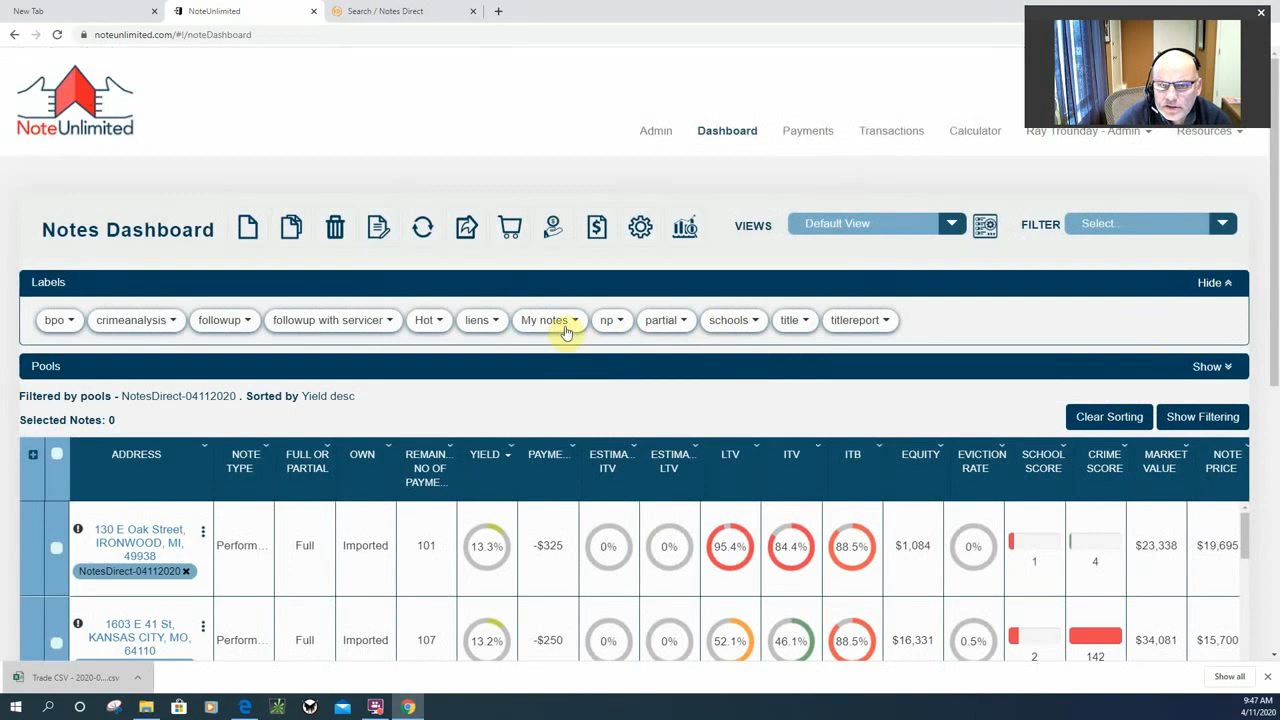 New Tab
NoteUnlimited
Search / Notes Direct
noteunlimited.com/#!/noteDashboard
NoteUnlimited
Admin
Dashboard
Payments
Transactions
Calculator
Ray Trounday - Admin
Resources
Notes Dashboard
VIEWS
Default View
FILTER
Select...
Labels
Hide
bpo
crimeanalysis
followup
followup with servicer
Hot
liens
My notes
np
partial
schools
title
titlereport
Pools
Show
Filtered by pools - NotesDirect-04112020 . Sorted by Yield desc
Selected Notes: 0
Clear Sorting
Show Filtering
ADDRESS
NOTE
TYPE
FULL OR
PARTIAL
OWN
REMAIN...
NO OF
PAYME...
YIELD
PAYME...
ESTIMA...
ITV
ESTIMA...
LTV
LTV
ITV
ITB
EQUITY
EVICTION
RATE
SCHOOL
SCORE
CRIME
SCORE
MARKET
VALUE
NOTE
PRICE
130 E Oak Street,
IRONWOOD, MI,
49938
NotesDirect-04112020
Perform...
Full
Imported
101
13.3%
-$325
0%
0%
95.4%
84.4%
88.5%
$1,084
0%
1
4
$23,338
$19,695
1603 E 41 St,
KANSAS CITY, MO,
64110
Perform...
Full
Imported
107
13.2%
-$250
0%
0%
52.1%
46.1%
88.5%
$16,331
0.5%
2
142
$34,081
$15,700
Trade CSV - 2020-0....csv
Show all
9:47 AM
4/11/2020